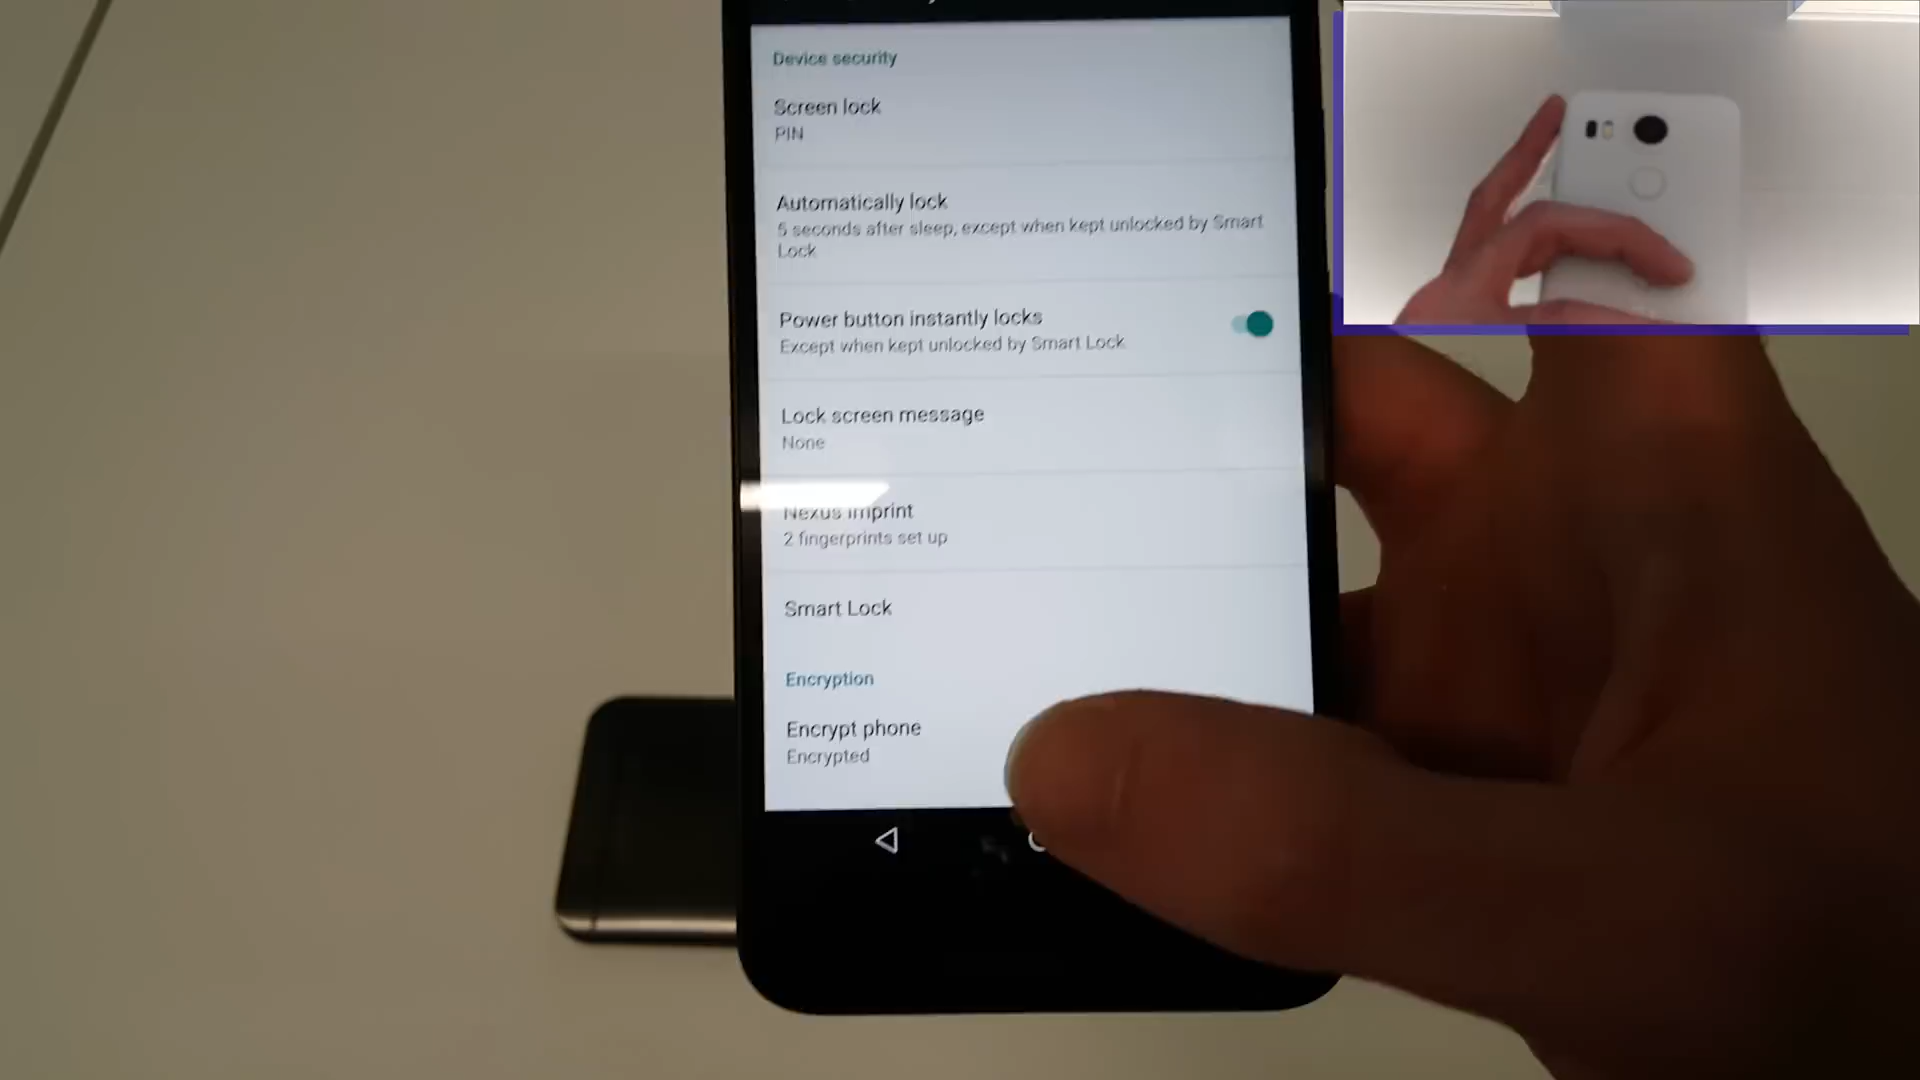 Device security
Screen lock
PIN
Automatically lock
5 seconds after sleep, except when kept unlocked by Smart
Lock
Power button instantly locks
Except when kept unlocked by Smart Lock
Lock screen message
None
Nexus Imprint
2 fingerprints set up
Smart Lock
Encryption
Encrypt phone
Encrypted